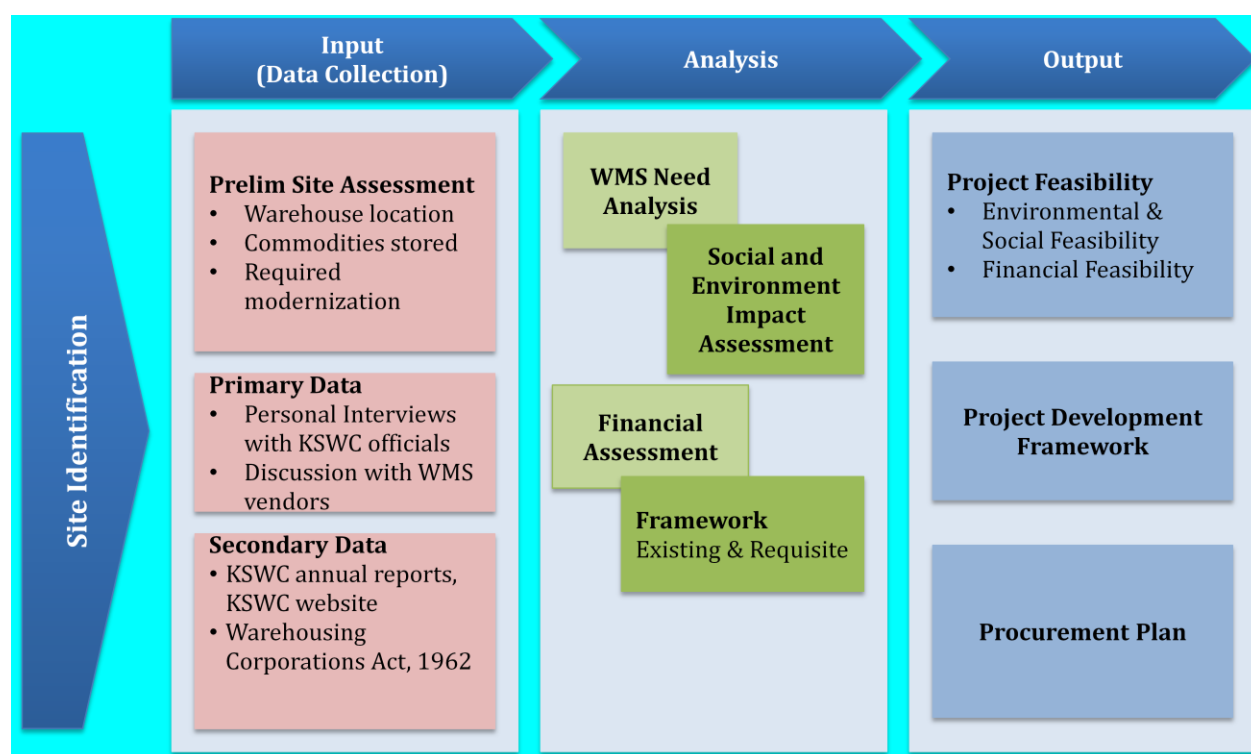 Input
(Data Collection)
Analysis
Output
Site Identification
Prelim Site Assessment
• Warehouse location
• Commodities stored
• Required
modernization
Primary Data
• Personal Interviews
with KSWC officials
• Discussion with WMS
vendors
Secondary Data
• KSWC annual reports,
KSWC website
• Warehousing
Corporations Act, 1962
WMS Need
Analysis
Social and
Environment
Impact
Assessment
Financial
Assessment
Framework
Existing & Requisite
Project Feasibility
• Environmental &
Social Feasibility
• Financial Feasibility
Project Development
Framework
Procurement Plan